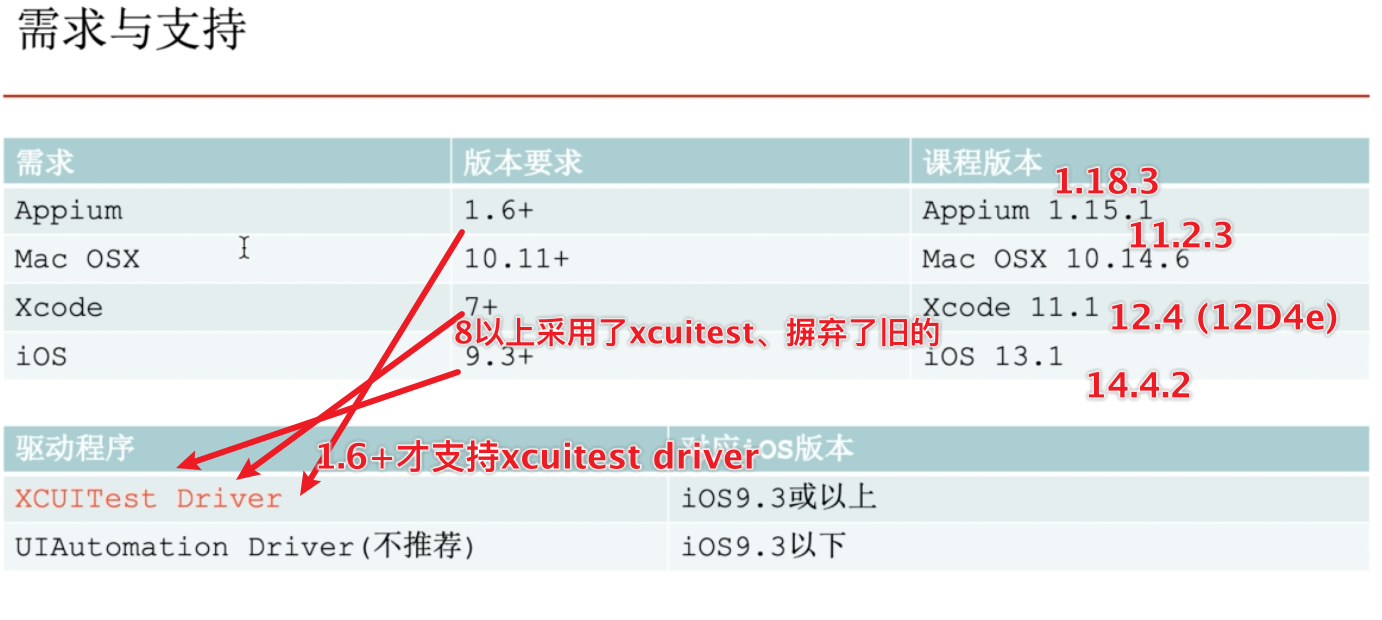 需求与支持
需求 版本要求 课程版本
1.18.3
Appium 1.6+ Appium 1.15.1
11.2.3
Mac OSX 10.11+ Mac OSX 10.14.6
Xcode 7+ Xcode 11.1
12.4 (12D4e)
8以上采用了xcuitest、摒弃了旧的
iOS 9.3+ iOS 13.1
14.4.2
驱动程序 对应iOS版本
1.6+才支持xcuitest driver
XCUITest Driver iOS9.3或以上
UIAutomation Driver(不推荐) iOS9.3以下